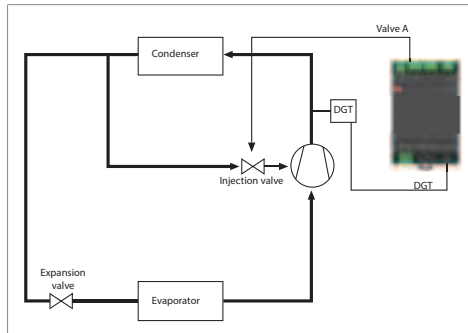 Valve A
Condenser
DGT
Injection valve
DGT
Expansion
valve
Evaporator